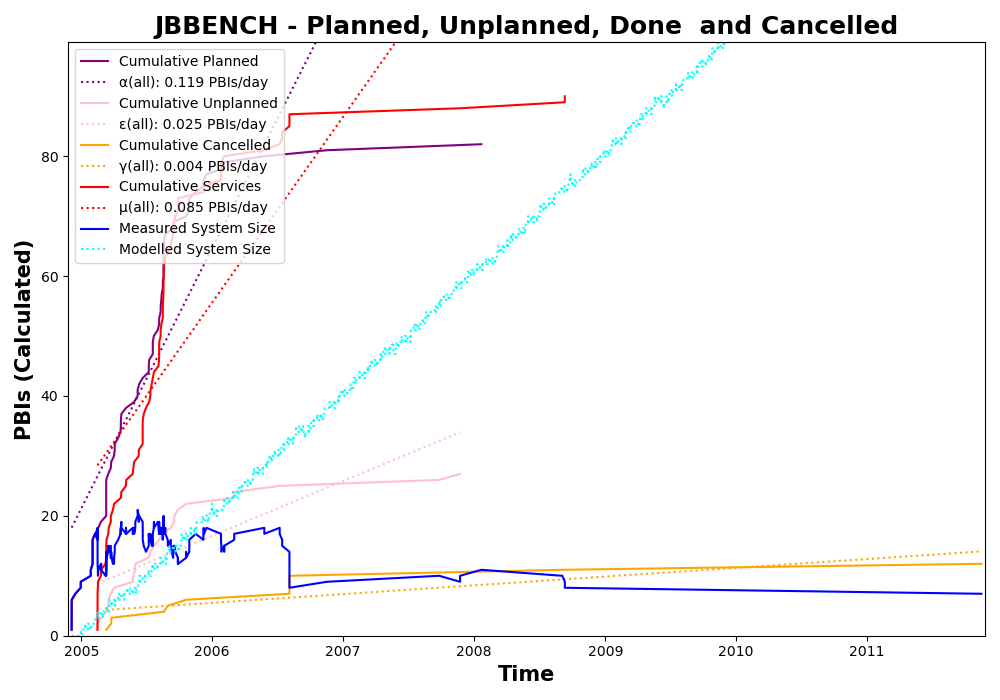 JBBENCH - Planned, Unplanned, Done  and Cancelled
Cumulative Planned
α(all): 0.119 PBIs/day
Cumulative Unplanned
ε(all): 0.025 PBIs/day
Cumulative Cancelled
γ(all): 0.004 PBIs/day
Cumulative Services
μ(all): 0.085 PBIs/day
Measured System Size
Modelled System Size
PBIs (Calculated)
80
60
40
20
0
2005 2006 2007 2008 2009 2010 2011
Time